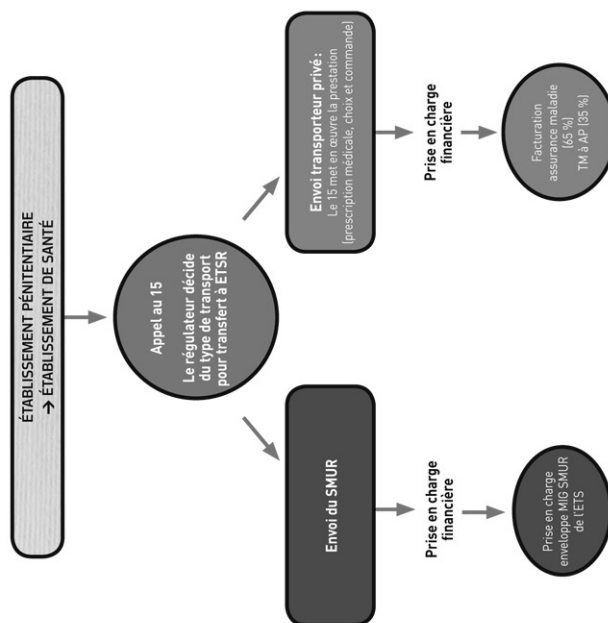 ÉTABLISSEMENT PÉNITENTIAIRE
→ ÉTABLISSEMENT DE SANTÉ
Appel au 15
Le régulateur décide
du type de transport
pour transfert à ETSR
Envoi du SMUR
Prise en charge
financière
Prise en charge
enveloppe MIG SMUR
de l'ETS
Envoi transporteur privé :
Le 15 met en œuvre la prestation
(prescription médicale, choix et commande)
Prise en charge
financière
Facturation
assurance maladie
(65 %)
TM à AP (35 %)